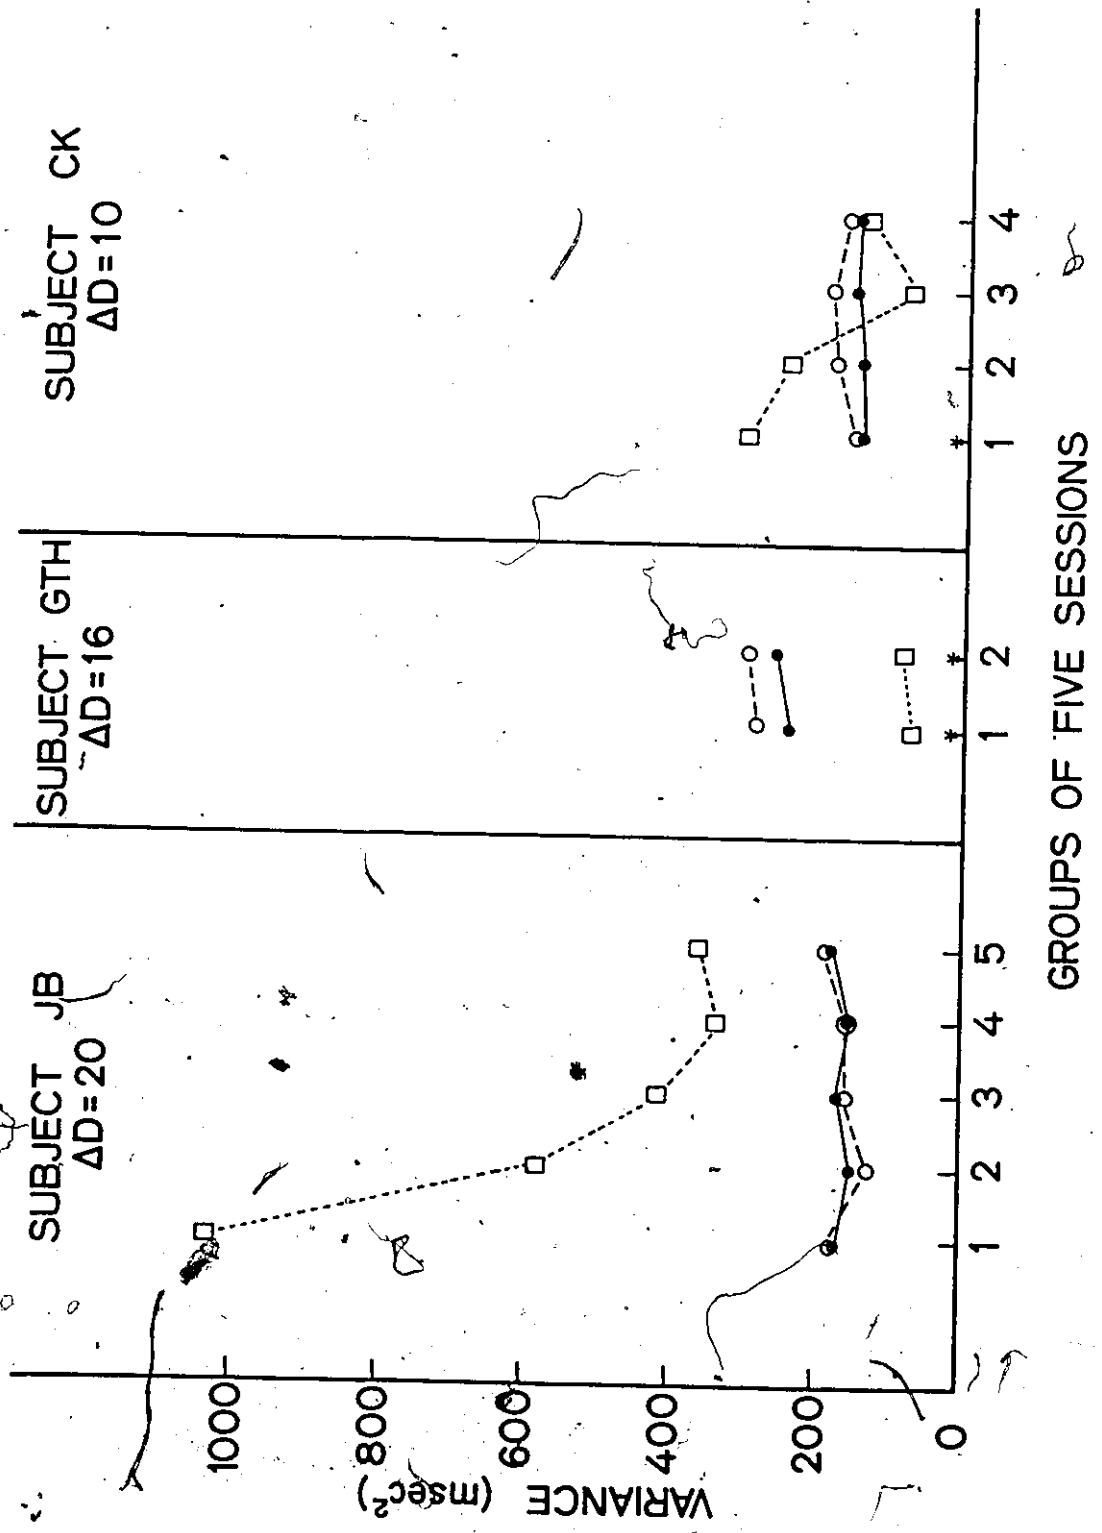 SUBJECT JB
ΔD=20
SUBJECT GTH
ΔD=16
SUBJECT CK
ΔD=10
VARIANCE (msec²)
1000
800
600
400
200
0
1 2 3 4 5
* *
1 2
*
1 2 3 4
GROUPS OF FIVE SESSIONS